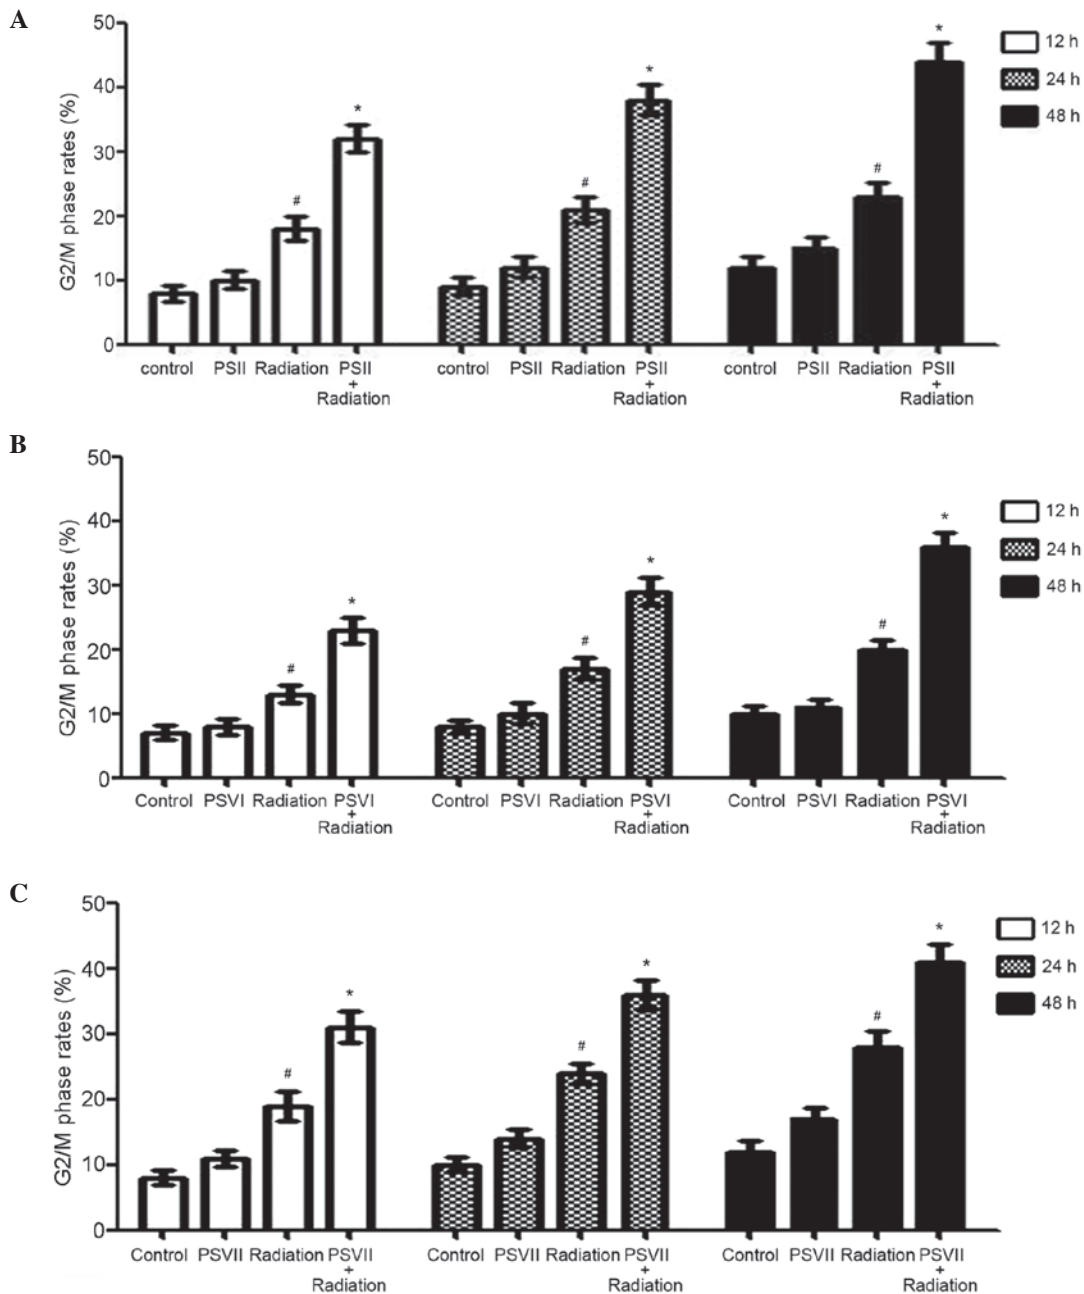 A
G2/M phase rates (%)
50
40
30
20
10
0
# * # * # *
control PSII Radiation PSII + Radiation
control PSII Radiation PSII + Radiation
control PSII Radiation PSII + Radiation
12 h
24 h
48 h
B
G2/M phase rates (%)
50
40
30
20
10
0
# * # * # *
Control PSVI Radiation PSVI + Radiation
Control PSVI Radiation PSVI + Radiation
Control PSVI Radiation PSVI + Radiation
12 h
24 h
48 h
C
G2/M phase rates (%)
50
40
30
20
10
0
# * # * # *
Control PSVII Radiation PSVII + Radiation
Control PSVII Radiation PSVII + Radiation
Control PSVII Radiation PSVII + Radiation
12 h
24 h
48 h